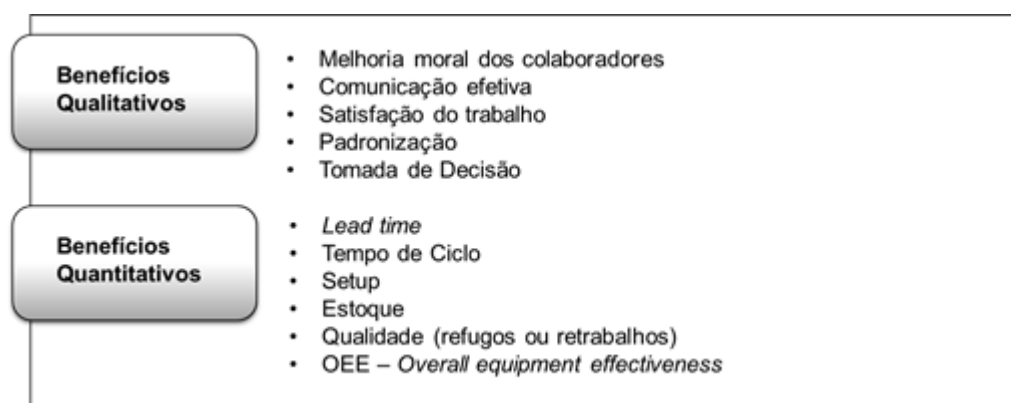 Benefícios
Qualitativos
• Melhoria moral dos colaboradores
• Comunicação efetiva
• Satisfação do trabalho
• Padronização
• Tomada de Decisão
Benefícios
Quantitativos
• Lead time
• Tempo de Ciclo
• Setup
• Estoque
• Qualidade (refugos ou retrabalhos)
• OEE – Overall equipment effectiveness